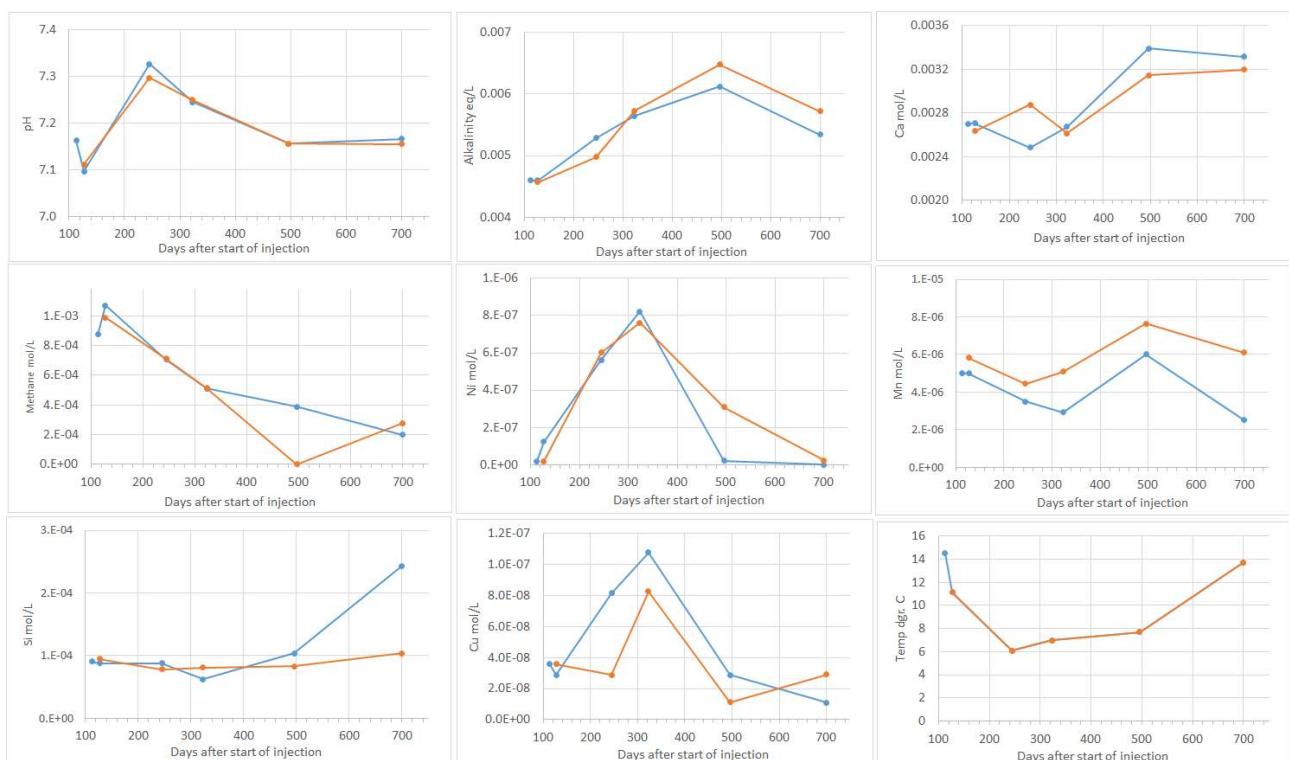 pH
7.4
7.3
7.2
7.1
7.0
100 200 300 400 500 600 700
Days after start of injection
Alkalinity eq/L
0.007
0.006
0.005
0.004
100 200 300 400 500 600 700
Days after start of injection
Ca mol/L
0.0036
0.0032
0.0028
0.0024
0.0020
100 200 300 400 500 600 700
Days after start of injection
Methane mol/L
1.E-03
8.E-04
6.E-04
4.E-04
2.E-04
0.E+00
100 200 300 400 500 600 700
Days after start of injection
Ni mol/L
1.E-06
8.E-07
6.E-07
4.E-07
2.E-07
0.E+00
100 200 300 400 500 600 700
Days after start of injection
Mn mol/L
1.E-05
8.E-06
6.E-06
4.E-06
2.E-06
0.E+00
100 200 300 400 500 600 700
Days after start of injection
Si mol/L
3.E-04
2.E-04
1.E-04
0.E+00
100 200 300 400 500 600 700
Days after start of injection
Cu mol/L
1.2E-07
1.0E-07
8.0E-08
6.0E-08
4.0E-08
2.0E-08
0.0E+00
100 200 300 400 500 600 700
Days after start of injection
Temp dgr. C
16
14
12
10
8
6
4
2
0
100 200 300 400 500 600 700
Days after start of injection